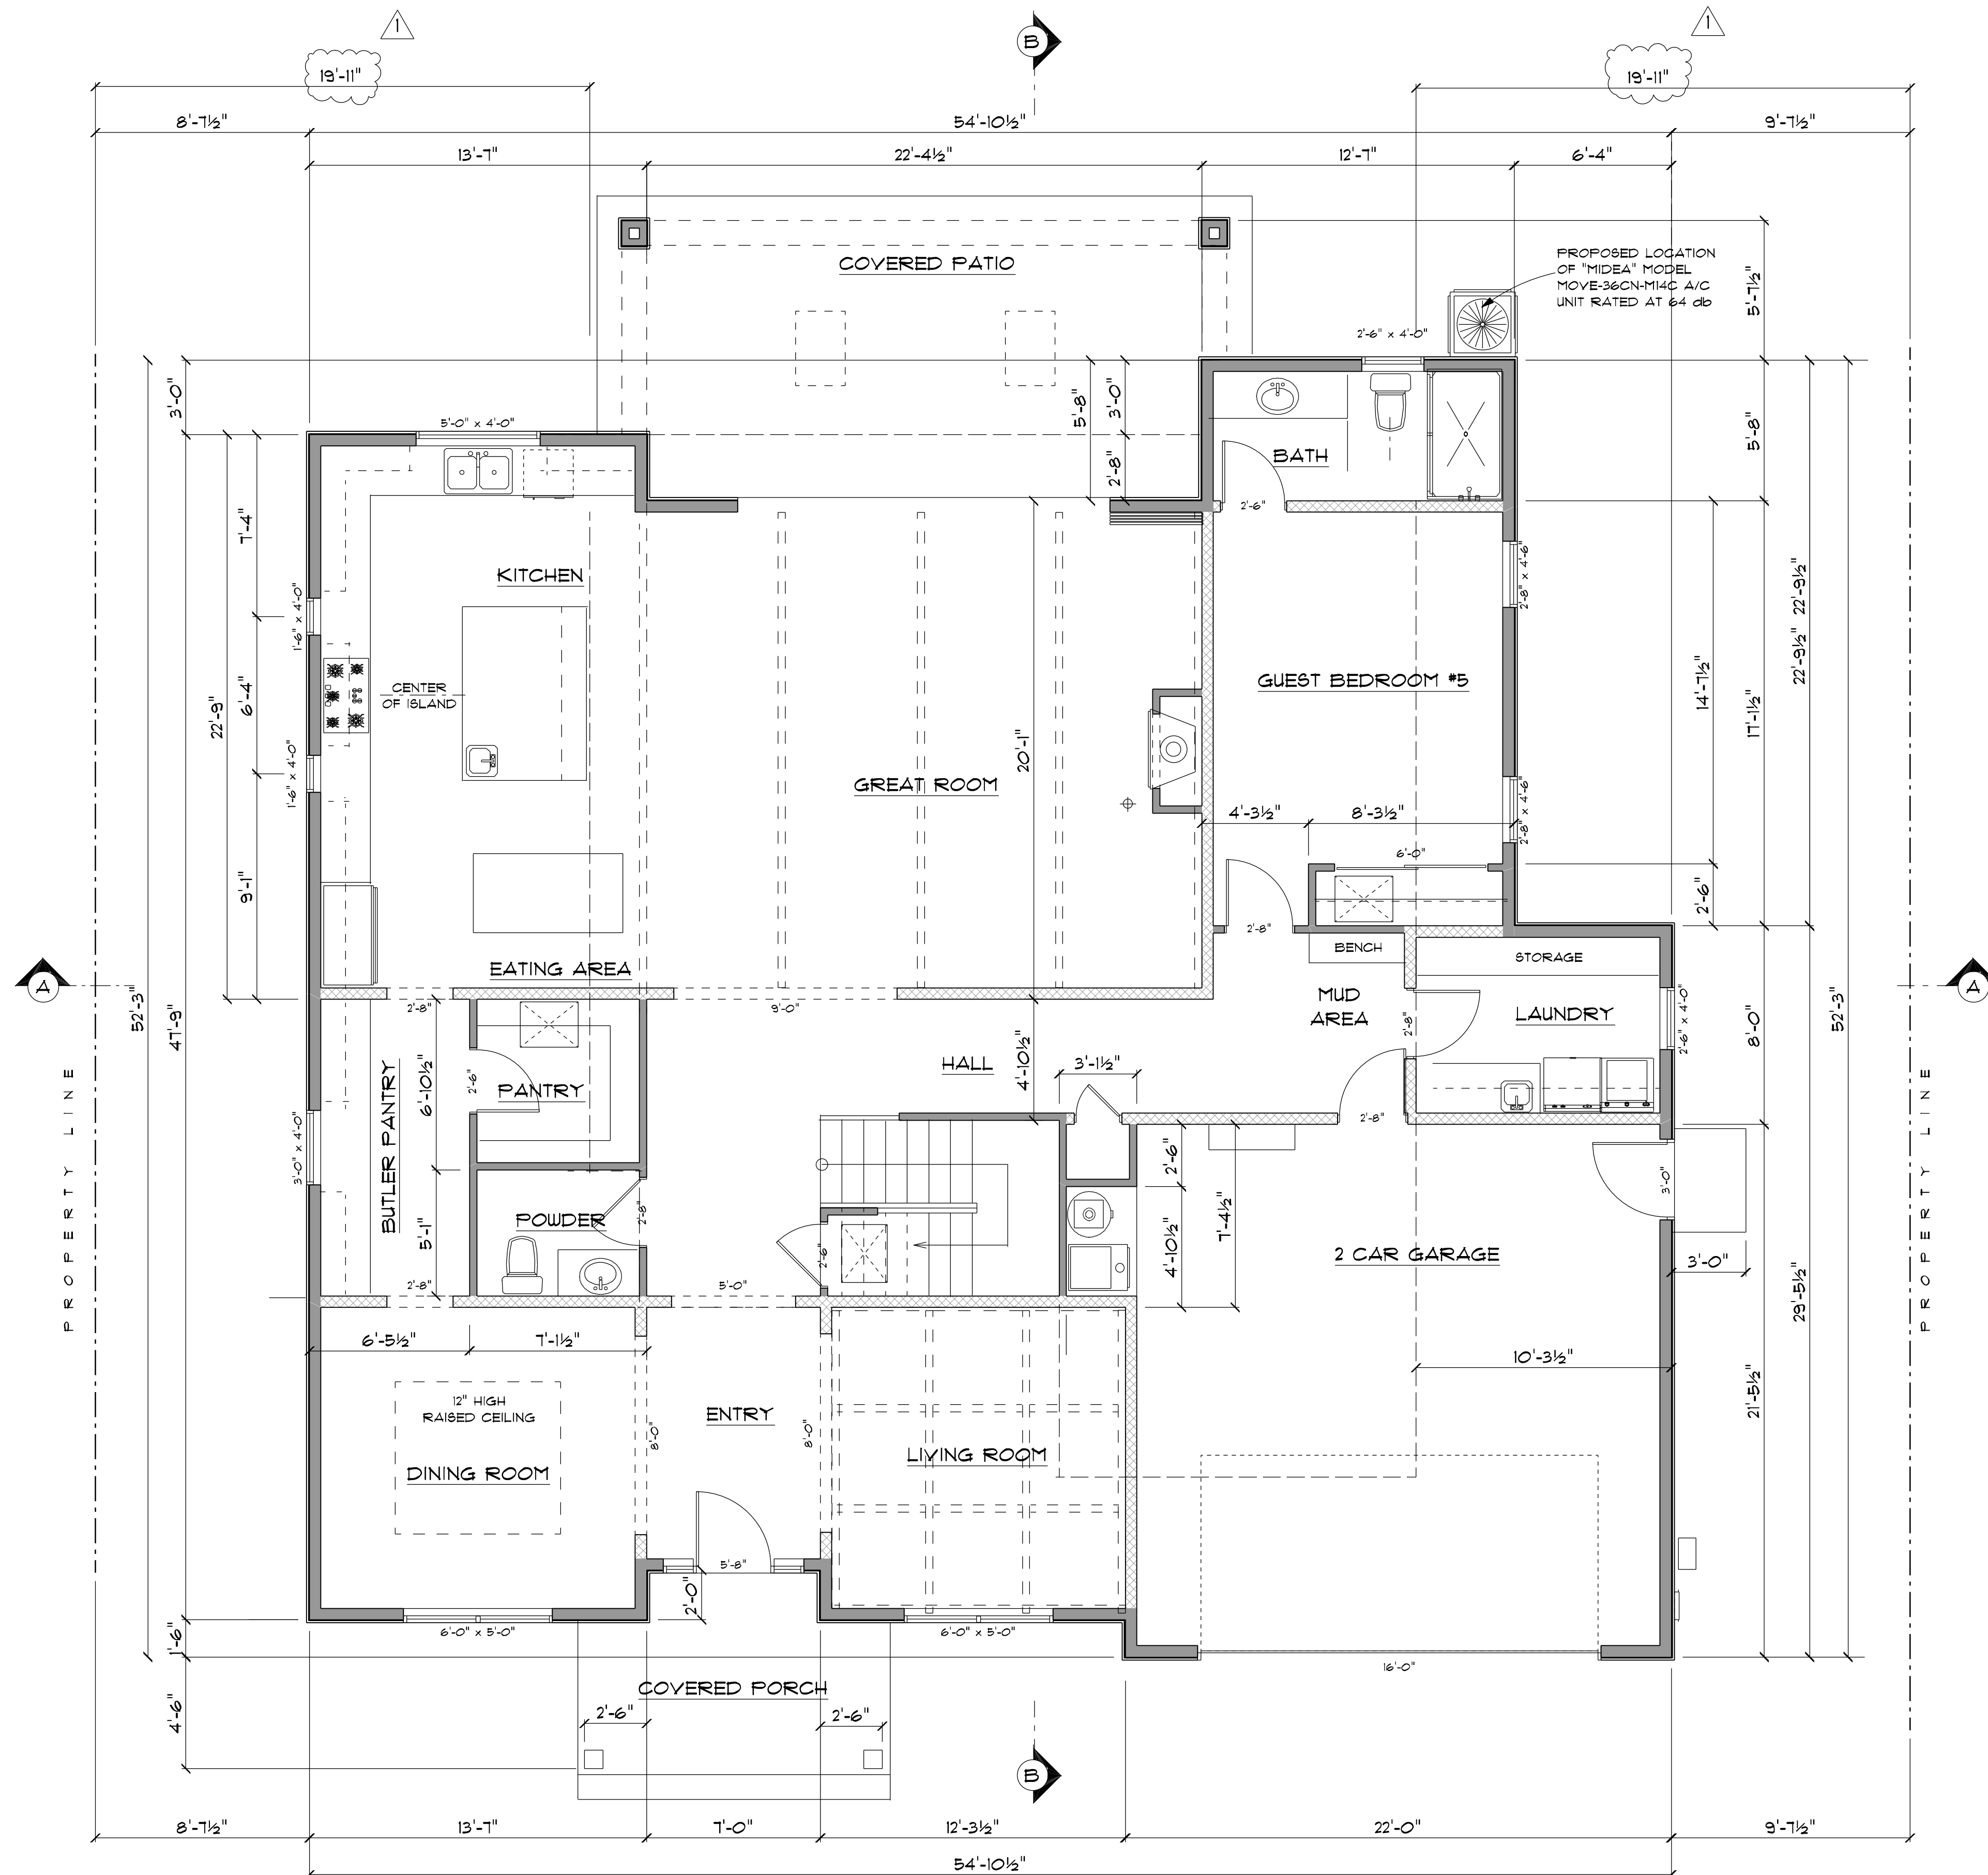 1
1
B
19'-11"
19'-11"
8'-7½"
54'-10½"
9'-7½"
13'-7"
22'-4½"
12'-7"
6'-4"
COVERED PATIO
PROPOSED LOCATION
OF "MIDEA" MODEL
MOVE-36CN-M14C A/C
UNIT RATED AT 64 db
5'-7½"
2'-6" x 4'-0"
3'-0"
5'-8"
3'-0"
5'-0" x 4'-0"
2'-8"
BATH
5'-8"
2'-6"
7'-4"
KITCHEN
1'-6" x 4'-0"
2'-8" x 4'-6"
22'-9½"
22'-9½"
GUEST BEDROOM #5
CENTER
OF ISLAND
6'-4"
22'-9"
14'-7½"
17'-1½"
1'-6" x 4'-0"
20'-1"
GREAT ROOM
4'-3½"
8'-3½"
2'-8" x 4'-6"
6'-0"
9'-1"
2'-6"
2'-8"
BENCH
STORAGE
EATING AREA
A
A
52'-3"
47'-9"
2'-8"
9'-0"
MUD
AREA
LAUNDRY
2'-8"
2'-6" x 4'-0"
8'-0"
52'-3"
HALL
3'-1½"
4'-10½"
PANTRY
2'-6"
6'-10½"
BUTLER PANTRY
2'-8"
PROPERTY LINE
PROPERTY LINE
3'-0" x 4'-0"
2'-6"
3'-0"
POWDER
2'-8"
5'-1"
2'-6"
4'-10½"
7'-4½"
2 CAR GARAGE
3'-0"
2'-8"
5'-0"
29'-5½"
6'-5½"
7'-1½"
10'-3½"
12" HIGH
RAISED CEILING
ENTRY
8'-0"
8'-0"
LIVING ROOM
21'-5½"
DINING ROOM
5'-8"
2'-0"
6'-0" x 5'-0"
6'-0" x 5'-0"
1'-6"
16'-0"
COVERED PORCH
2'-6"
2'-6"
4'-6"
B
8'-7½"
13'-7"
7'-0"
12'-3½"
22'-0"
9'-7½"
54'-10½"